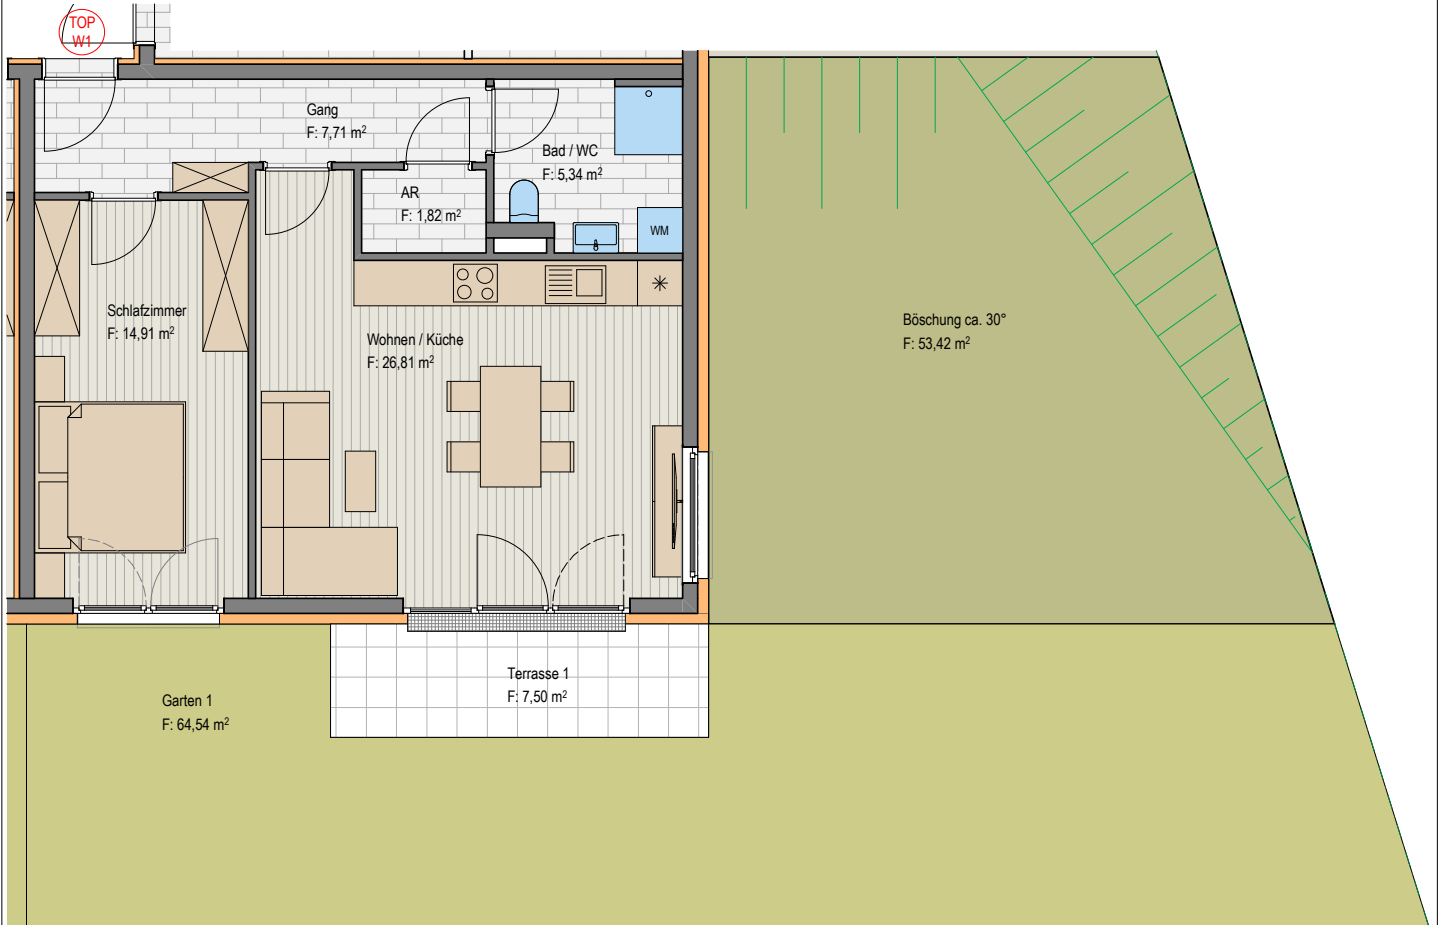 TOP
W1
Gang
F: 7,71 m²
Bad / WC
F: 5,34 m²
AR
F: 1,82 m²
WM
Schlafzimmer
F: 14,91 m²
Wohnen / Küche
F: 26,81 m²
Böschung ca. 30°
F: 53,42 m²
Terrasse 1
F: 7,50 m²
Garten 1
F: 64,54 m²